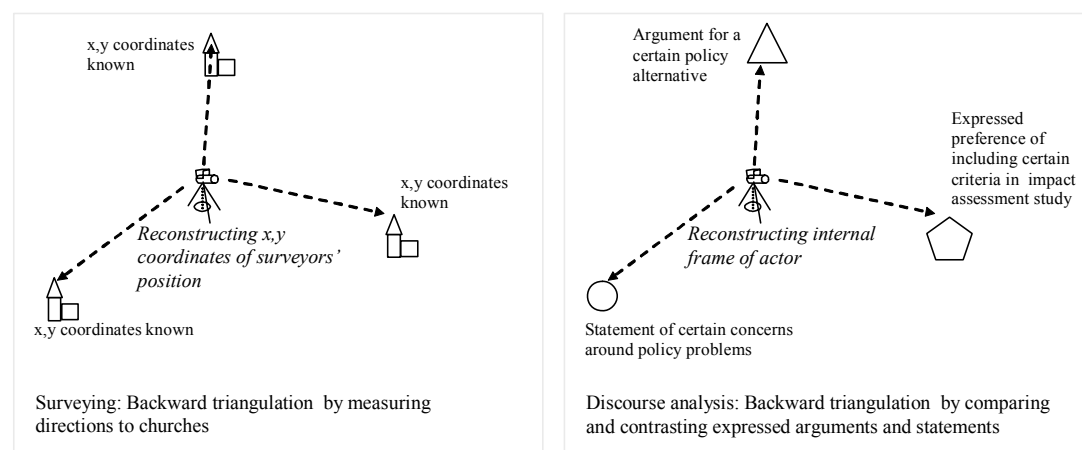 x,y coordinates
known
x,y coordinates
known
Reconstructing x,y
coordinates of surveyors’
position
x,y coordinates known
Surveying: Backward triangulation by measuring
directions to churches
Argument for a
certain policy
alternative
Expressed
preference of
including certain
criteria in impact
assessment study
Reconstructing internal
frame of actor
Statement of certain concerns
around policy problems
Discourse analysis: Backward triangulation by comparing
and contrasting expressed arguments and statements